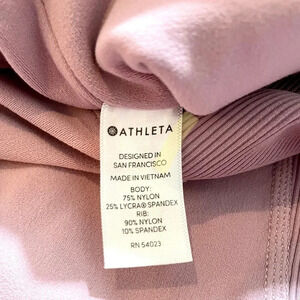 ATHLETA
DESIGNED IN
SAN FRANCISCO
MADE IN VIETNAM
BODY:
75% NYLON
25% LYCRA® SPANDEX
RIB:
90% NYLON
10% SPANDEX
RN 54023